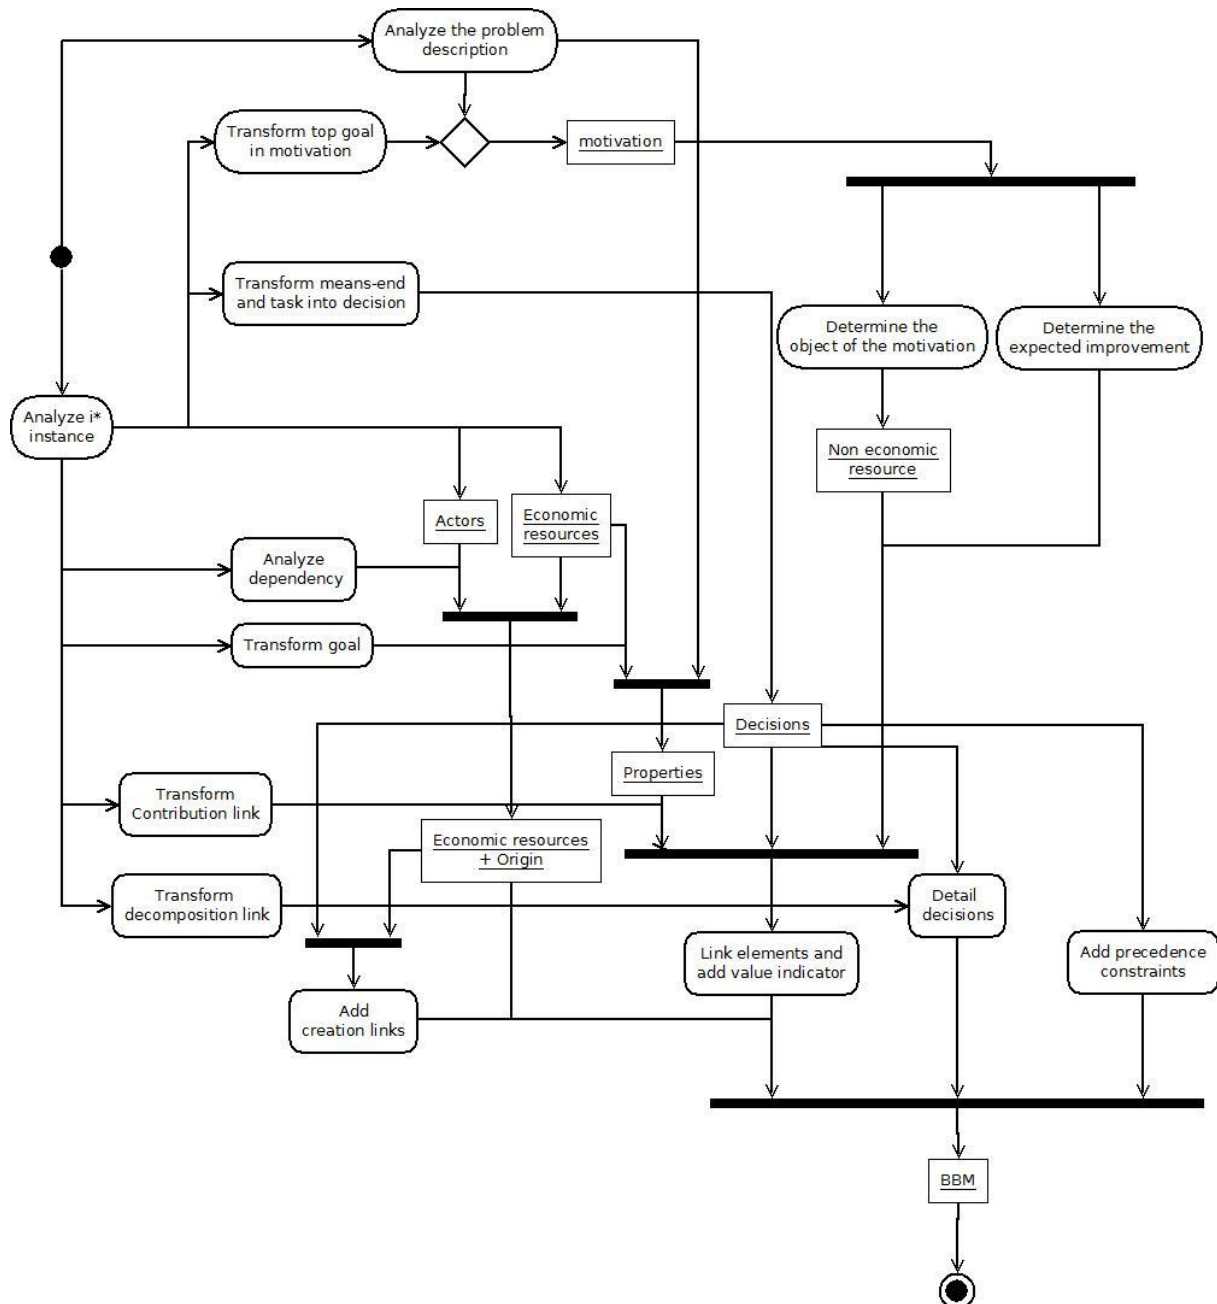 Analyze the problem
description
Transform top goal
in motivation
motivation
Transform means-end
and task into decision
Determine the
object of the motivation
Determine the
expected improvement
Analyze i*
instance
Non economic
resource
Actors
Economic
resources
Analyze
dependency
Transform goal
Decisions
Properties
Transform
Contribution link
Economic resources
+ Origin
Transform
decomposition link
Detail
decisions
Link elements and
add value indicator
Add precedence
constraints
Add
creation links
BBM